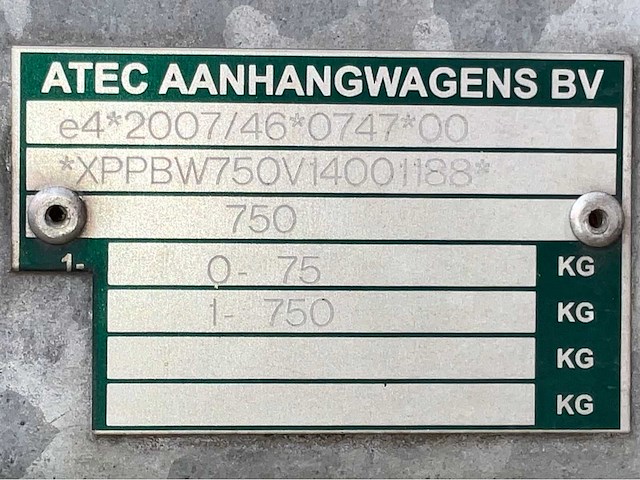 ATEC AANHANGWAGENS BV
e4*2007/46*0747*00
*XPPBW750V14001188*
750
1- 0- 75 KG
1- 750 KG
KG
KG